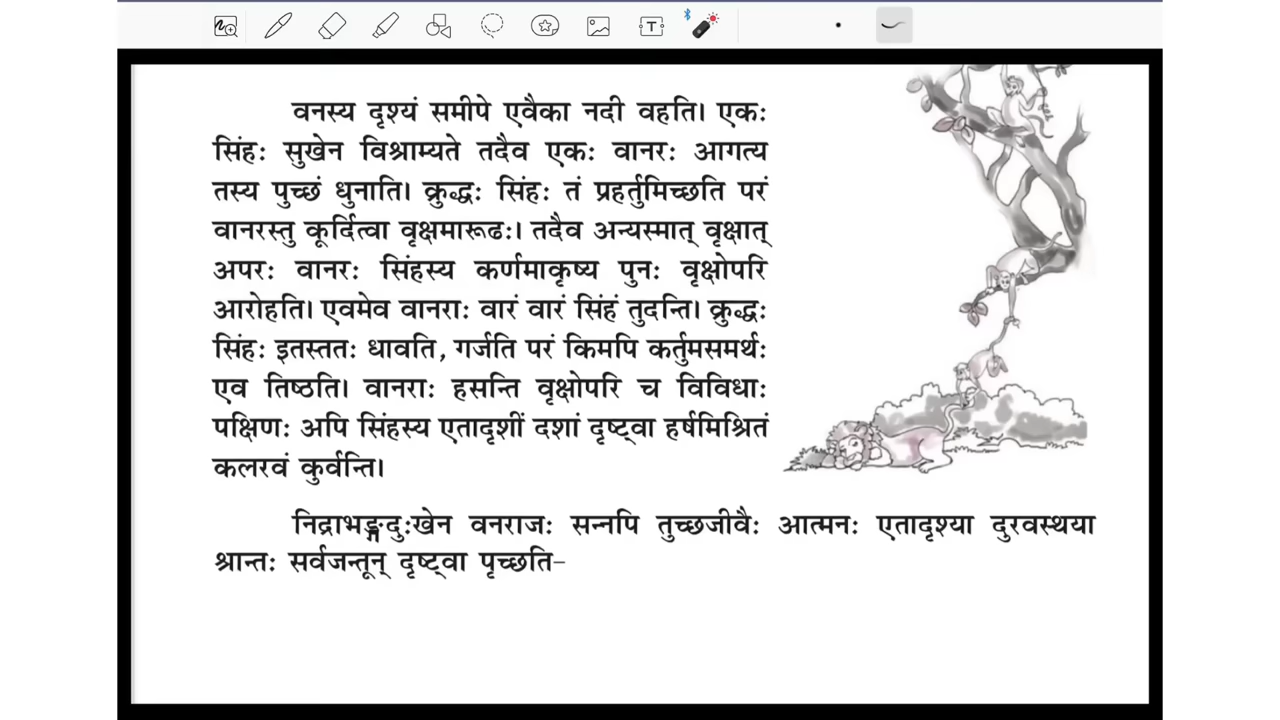 वनस्य दृश्यं समीपे एवैका नदी वहति। एकः
सिंहः सुखेन विश्राम्यते तदैव एकः वानरः आगत्य
तस्य पुच्छं धुनाति। क्रुद्धः सिंहः तं प्रहर्तुमिच्छति परं
वानरस्तु कूर्दित्वा वृक्षमारूढः। तदैव अन्यस्मात् वृक्षात्
अपरः वानरः सिंहस्य कर्णमाकृष्य पुनः वृक्षोपरि
आरोहति। एवमेव वानराः वारं वारं सिंहं तुदन्ति। क्रुद्धः
सिंहः इतस्ततः धावति, गर्जति परं किमपि कर्तुमसमर्थः
एव तिष्ठति। वानराः हसन्ति वृक्षोपरि च विविधाः
पक्षिणः अपि सिंहस्य एतादृशीं दशां दृष्ट्वा हर्षमिश्रितं
कलरवं कुर्वन्ति।
निद्राभङ्गदुःखेन वनराजः सन्नपि तुच्छजीवैः आत्मनः एतादृश्या दुरवस्थया
श्रान्तः सर्वजन्तून् दृष्ट्वा पृच्छति-